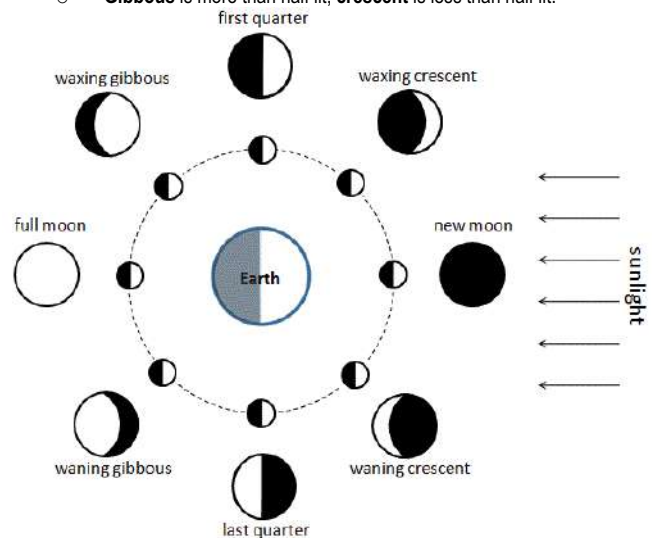 ○ Gibbous is more than half lit; crescent is less than half lit.
first quarter
waxing gibbous
waxing crescent
full moon
new moon
Earth
sunlight
waning gibbous
waning crescent
last quarter